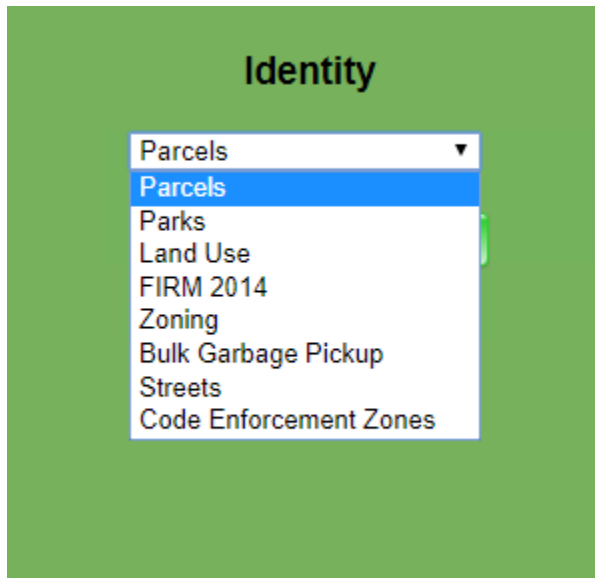 Identity
Parcels
Parcels
Parks
Land Use
FIRM 2014
Zoning
Bulk Garbage Pickup
Streets
Code Enforcement Zones